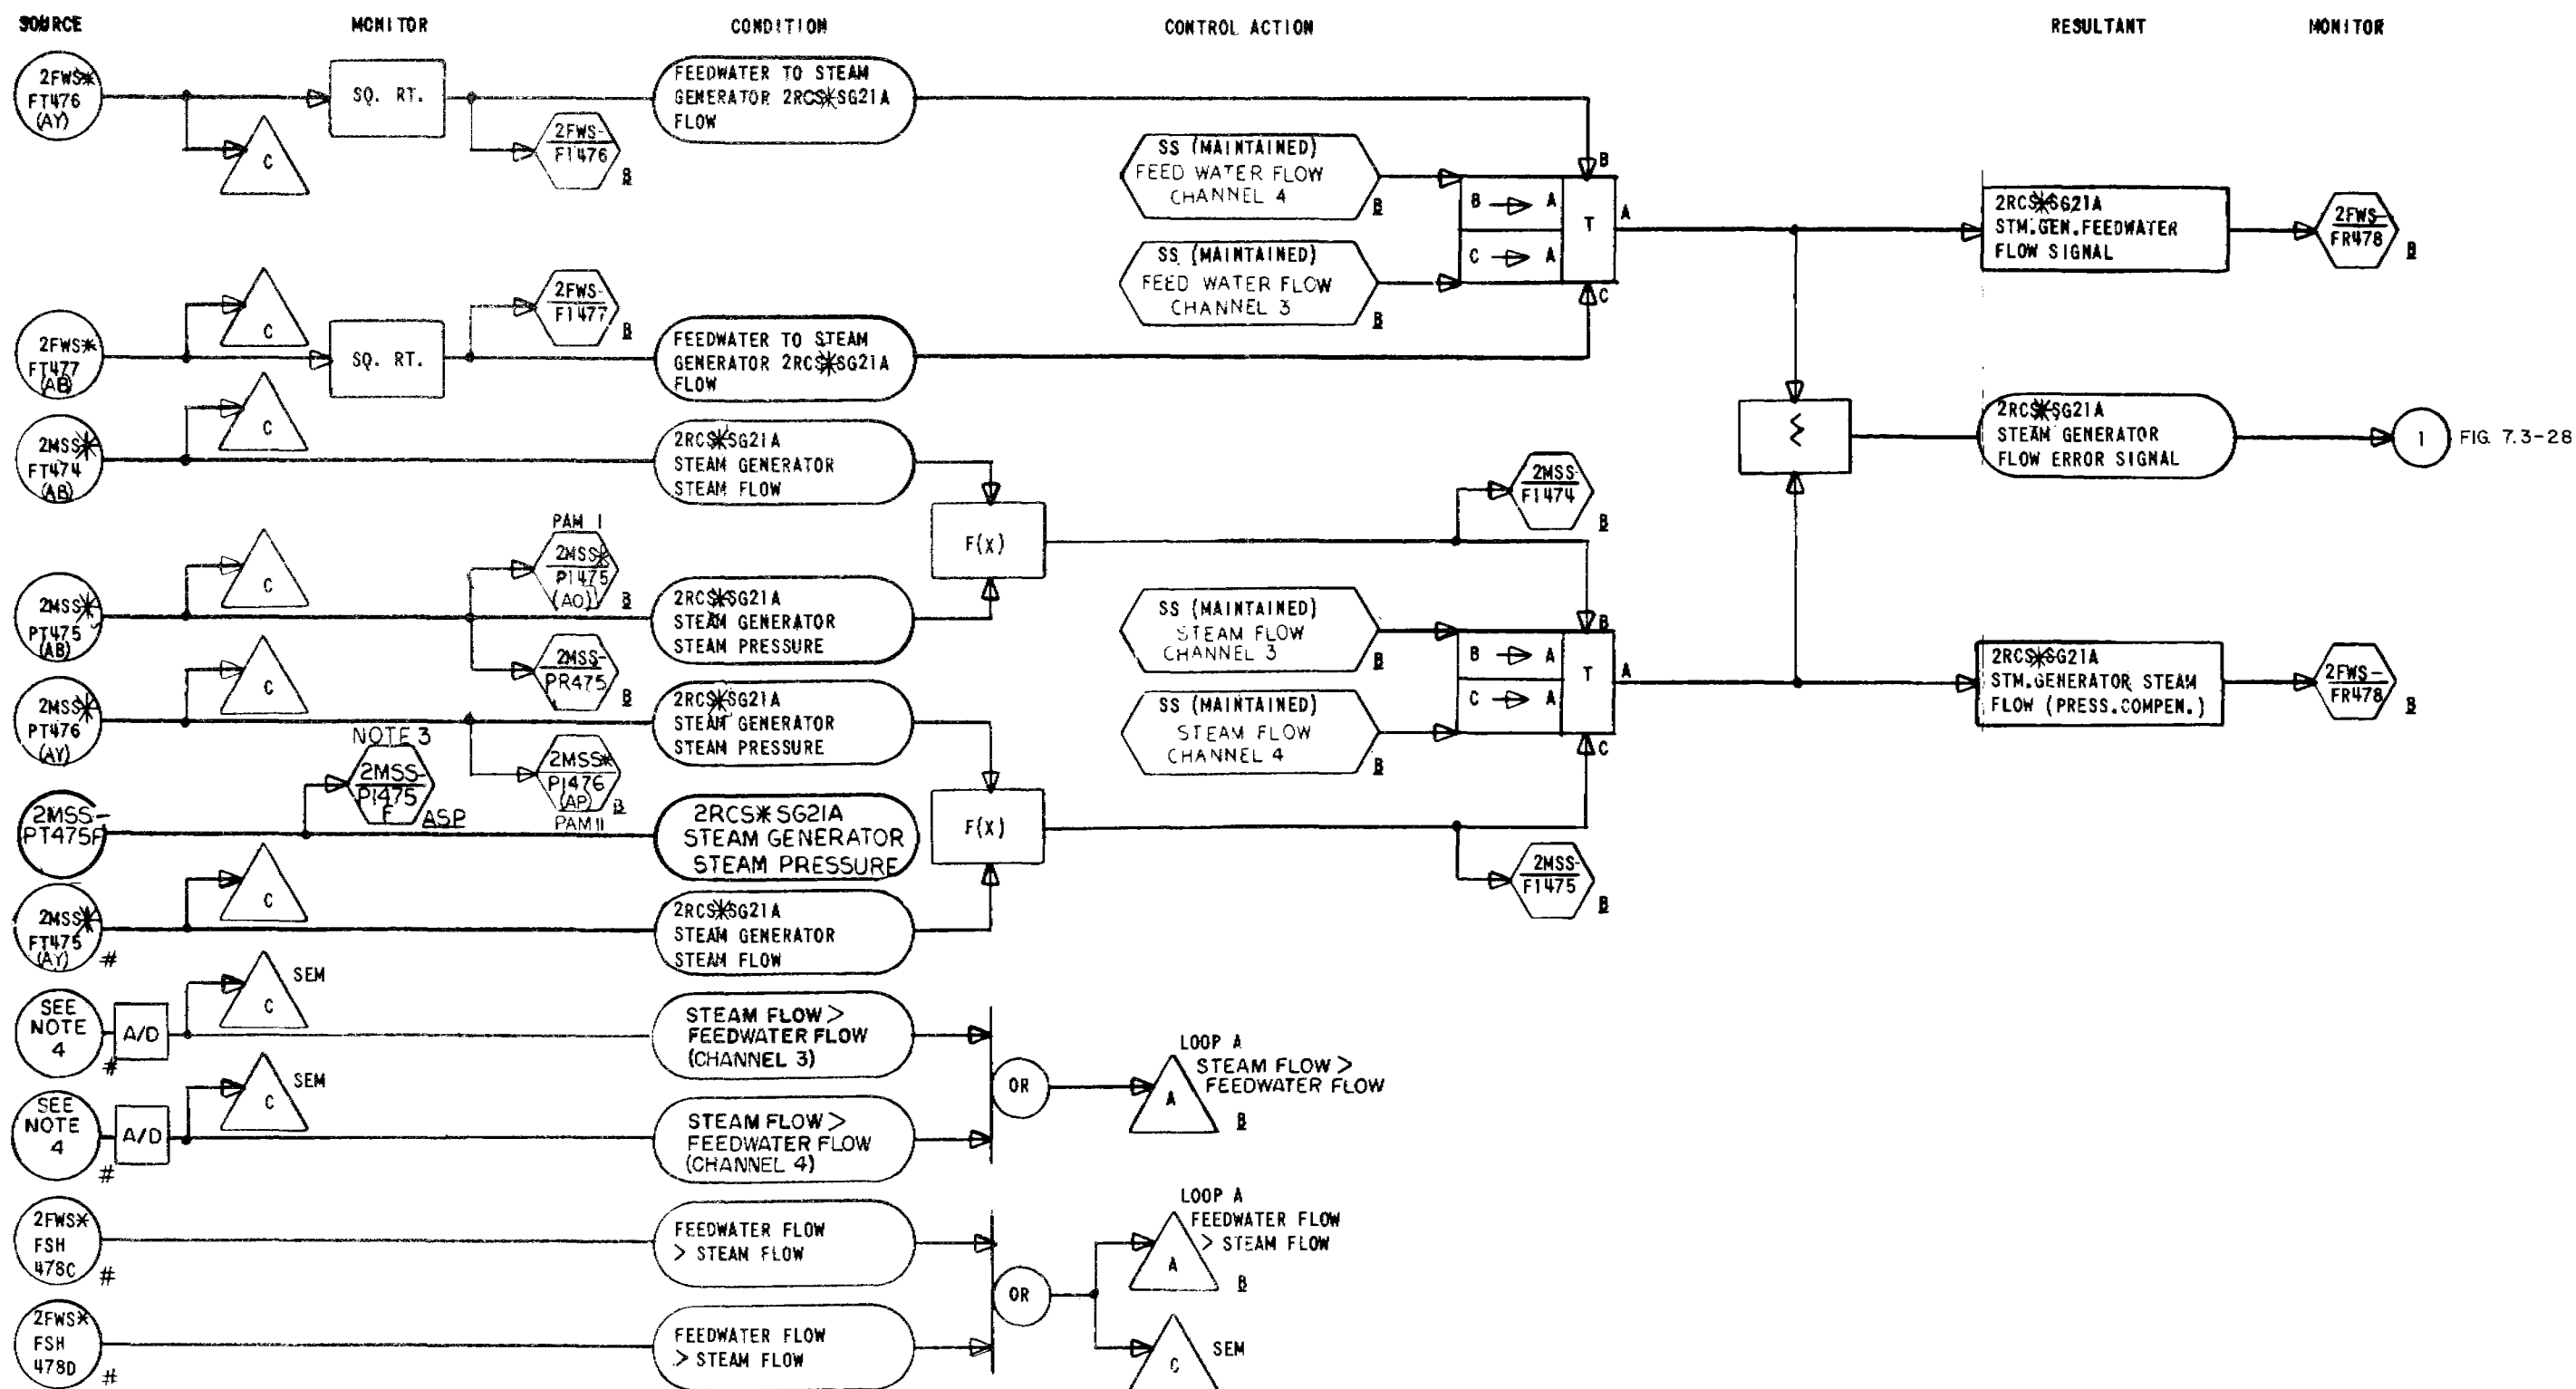 SOURCE
MONITOR
CONDITION
CONTROL ACTION
RESULTANT
MONITOR
2FWS*
FT476
(AY)
C
SQ. RT.
2FWS-
FI476
B
FEEDWATER TO STEAM
GENERATOR 2RCS*SG21A
FLOW
SS (MAINTAINED)
FEED WATER FLOW
CHANNEL 4
B
SS (MAINTAINED)
FEED WATER FLOW
CHANNEL 3
B
B
B → A
C → A
T
A
C
2RCS*SG21A
STM.GEN.FEEDWATER
FLOW SIGNAL
2FWS-
FR478
B
2FWS*
FT477
(AB)
C
SQ. RT.
2FWS-
FI477
B
FEEDWATER TO STEAM
GENERATOR 2RCS*SG21A
FLOW
2RCS*SG21A
STEAM GENERATOR
FLOW ERROR SIGNAL
1
FIG. 7.3-28
2MSS*
FT474
(AB)
C
2RCS*SG21A
STEAM GENERATOR
STEAM FLOW
F(X)
2MSS-
FI474
B
2MSS*
PT475
(AB)
C
PAM I
2MSS*
PI475
(AO)
B
2MSS-
PR475
B
2RCS*SG21A
STEAM GENERATOR
STEAM PRESSURE
SS (MAINTAINED)
STEAM FLOW
CHANNEL 3
B
SS (MAINTAINED)
STEAM FLOW
CHANNEL 4
B
B
B → A
C → A
T
A
C
2RCS*SG21A
STM.GENERATOR STEAM
FLOW (PRESS.COMPEN.)
2FWS-
FR478
B
2MSS*
PT476
(AY)
C
2MSS*
PI476
(AP)
B
PAM II
2RCS*SG21A
STEAM GENERATOR
STEAM PRESSURE
2MSS-
PT475F
NOTE 3
2MSS-
PI475
F
ASP
2RCS*SG21A
STEAM GENERATOR
STEAM PRESSURE
F(X)
2MSS-
FI475
B
2MSS*
FT475
(AY)
#
C
2RCS*SG21A
STEAM GENERATOR
STEAM FLOW
SEE
NOTE
4
#
A/D
C
SEM
STEAM FLOW >
FEEDWATER FLOW
(CHANNEL 3)
OR
LOOP A
STEAM FLOW >
FEEDWATER FLOW
A
B
SEE
NOTE
4
#
A/D
C
SEM
STEAM FLOW >
FEEDWATER FLOW
(CHANNEL 4)
2FWS*
FSH
478C
#
FEEDWATER FLOW
> STEAM FLOW
OR
LOOP A
FEEDWATER FLOW
> STEAM FLOW
A
B
2FWS*
FSH
478D
#
FEEDWATER FLOW
> STEAM FLOW
C
SEM